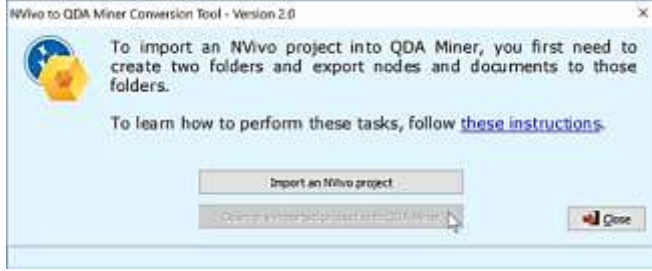 NVivo to QDA Miner Conversion Tool - Version 2.0
To import an NVivo project into QDA Miner, you first need to
create two folders and export nodes and documents to those
folders.
To learn how to perform these tasks, follow these instructions.
Import an NVivo project
Close